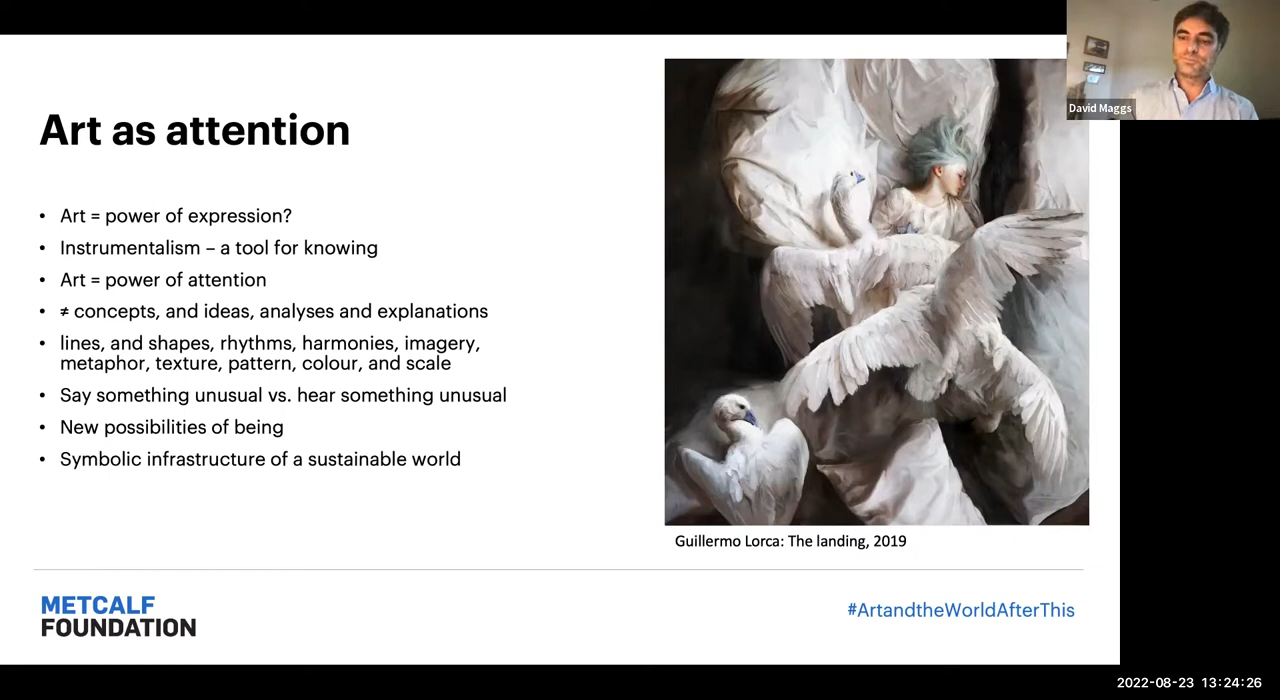 David Maggs
Art as attention
• Art = power of expression?
• Instrumentalism – a tool for knowing
• Art = power of attention
• ≠ concepts, and ideas, analyses and explanations
• lines, and shapes, rhythms, harmonies, imagery,
metaphor, texture, pattern, colour, and scale
• Say something unusual vs. hear something unusual
• New possibilities of being
• Symbolic infrastructure of a sustainable world
Guillermo Lorca: The landing, 2019
METCALF
FOUNDATION
#ArtandtheWorldAfterThis
2022-08-23 13:24:26